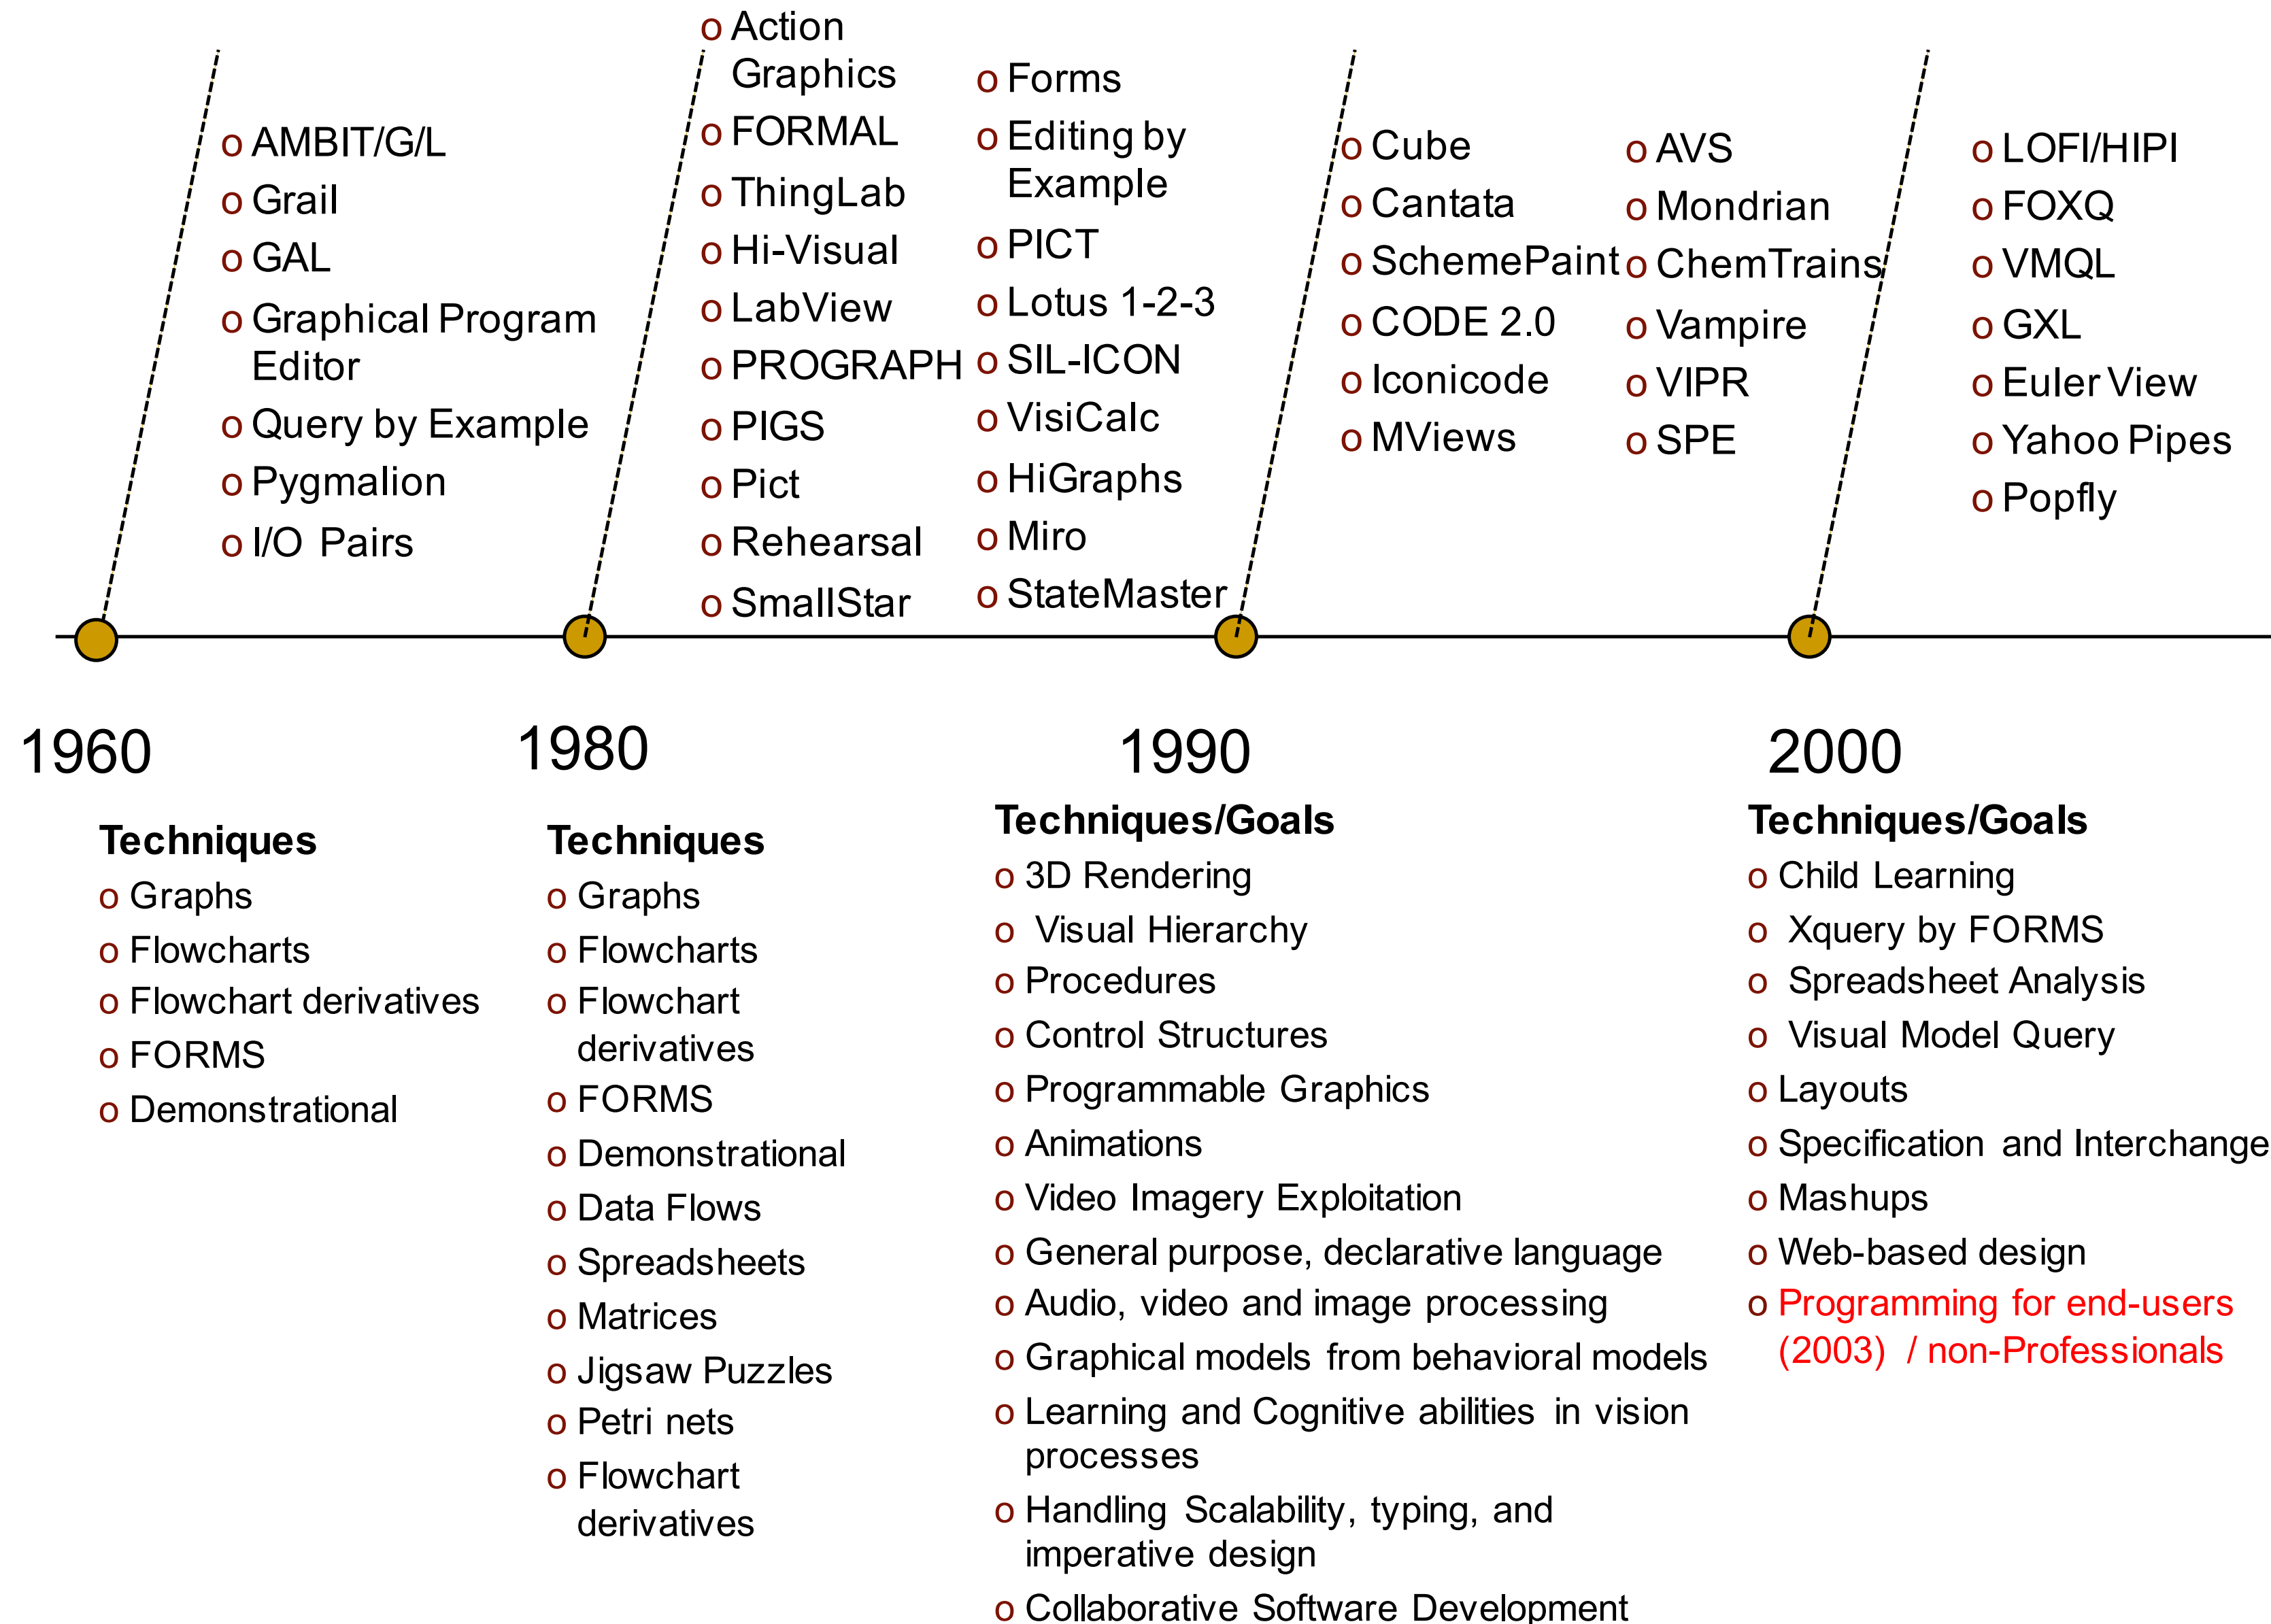 o AMBIT/G/L
o Grail
o GAL
o Graphical Program
Editor
o Query by Example
o Pygmalion
o I/O Pairs
o Action
Graphics
o FORMAL
o ThingLab
o Hi-Visual
o LabView
o PROGRAPH
o PIGS
o Pict
o Rehearsal
o SmallStar
o Forms
o Editing by
Example
o PICT
o Lotus 1-2-3
o SIL-ICON
o VisiCalc
o HiGraphs
o Miro
o StateMaster
o Cube
o Cantata
o SchemePaint
o CODE 2.0
o Iconicode
o MViews
o AVS
o Mondrian
o ChemTrains
o Vampire
o VIPR
o SPE
o LOFI/HIPI
o FOXQ
o VMQL
o GXL
o Euler View
o Yahoo Pipes
o Popfly
1960
Techniques
o Graphs
o Flowcharts
o Flowchart derivatives
o FORMS
o Demonstrational
1980
Techniques
o Graphs
o Flowcharts
o Flowchart
derivatives
o FORMS
o Demonstrational
o Data Flows
o Spreadsheets
o Matrices
o Jigsaw Puzzles
o Petri nets
o Flowchart
derivatives
1990
Techniques/Goals
o 3D Rendering
o Visual Hierarchy
o Procedures
o Control Structures
o Programmable Graphics
o Animations
o Video Imagery Exploitation
o General purpose, declarative language
o Audio, video and image processing
o Graphical models from behavioral models
o Learning and Cognitive abilities in vision
processes
o Handling Scalability, typing, and
imperative design
o Collaborative Software Development
2000
Techniques/Goals
o Child Learning
o Xquery by FORMS
o Spreadsheet Analysis
o Visual Model Query
o Layouts
o Specification and Interchange
o Mashups
o Web-based design
o Programming for end-users
(2003) / non-Professionals